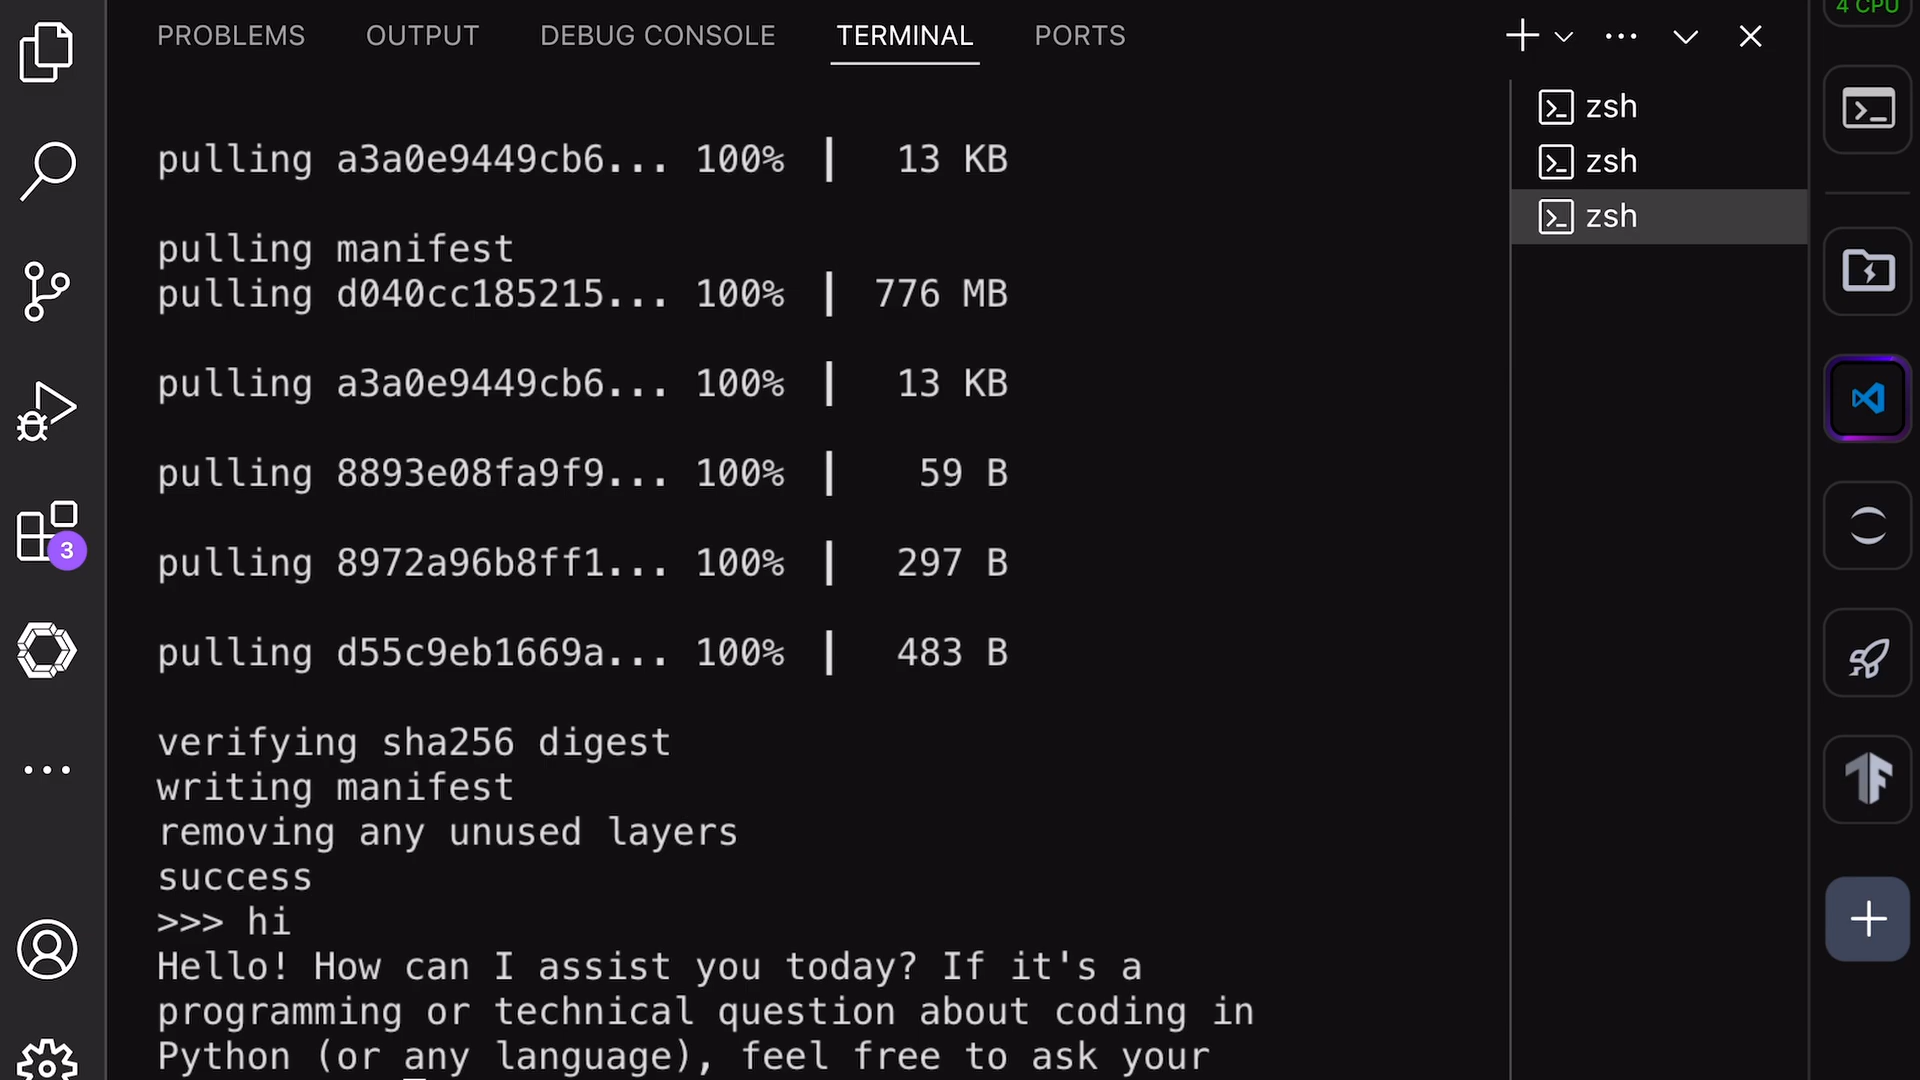 4 CPU
PROBLEMS OUTPUT DEBUG CONSOLE TERMINAL PORTS
zsh
zsh
zsh
pulling a3a0e9449cb6... 100% | 13 KB
pulling manifest
pulling d040cc185215... 100% | 776 MB
pulling a3a0e9449cb6... 100% | 13 KB
pulling 8893e08fa9f9... 100% | 59 B
pulling 8972a96b8ff1... 100% | 297 B
pulling d55c9eb1669a... 100% | 483 B
verifying sha256 digest
writing manifest
removing any unused layers
success
>>> hi
Hello! How can I assist you today? If it's a
programming or technical question about coding in
Python (or any language), feel free to ask your
3